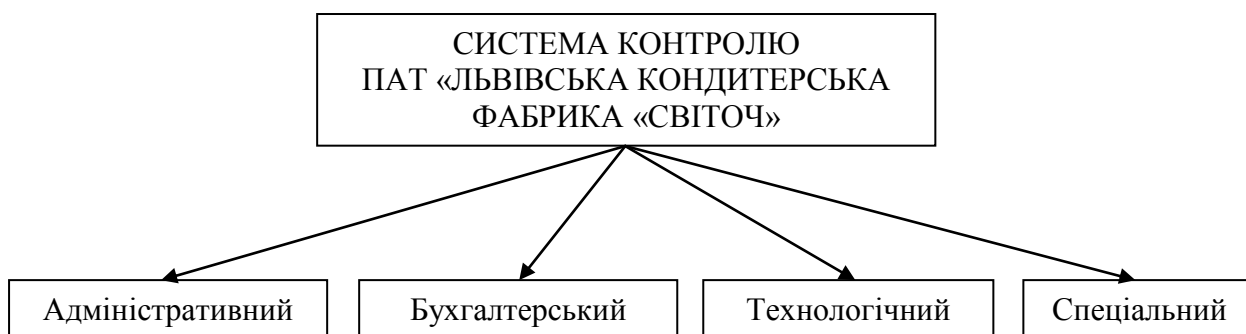 СИСТЕМА КОНТРОЛЮ
ПАТ «ЛЬВІВСЬКА КОНДИТЕРСЬКА
ФАБРИКА «СВІТОЧ»
Адміністративний
Бухгалтерський
Технологічний
Спеціальний